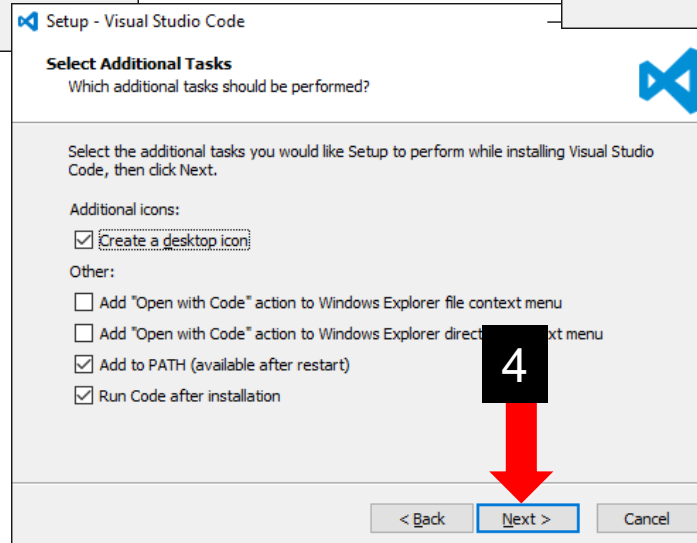 Setup - Visual Studio Code
Select Additional Tasks
Which additional tasks should be performed?
Select the additional tasks you would like Setup to perform while installing Visual Studio
Code, then click Next.
Additional icons:
Create a desktop icon
Other:
Add "Open with Code" action to Windows Explorer file context menu
Add "Open with Code" action to Windows Explorer direct xt menu
Add to PATH (available after restart)
4
Run Code after installation
< Back
Next >
Cancel